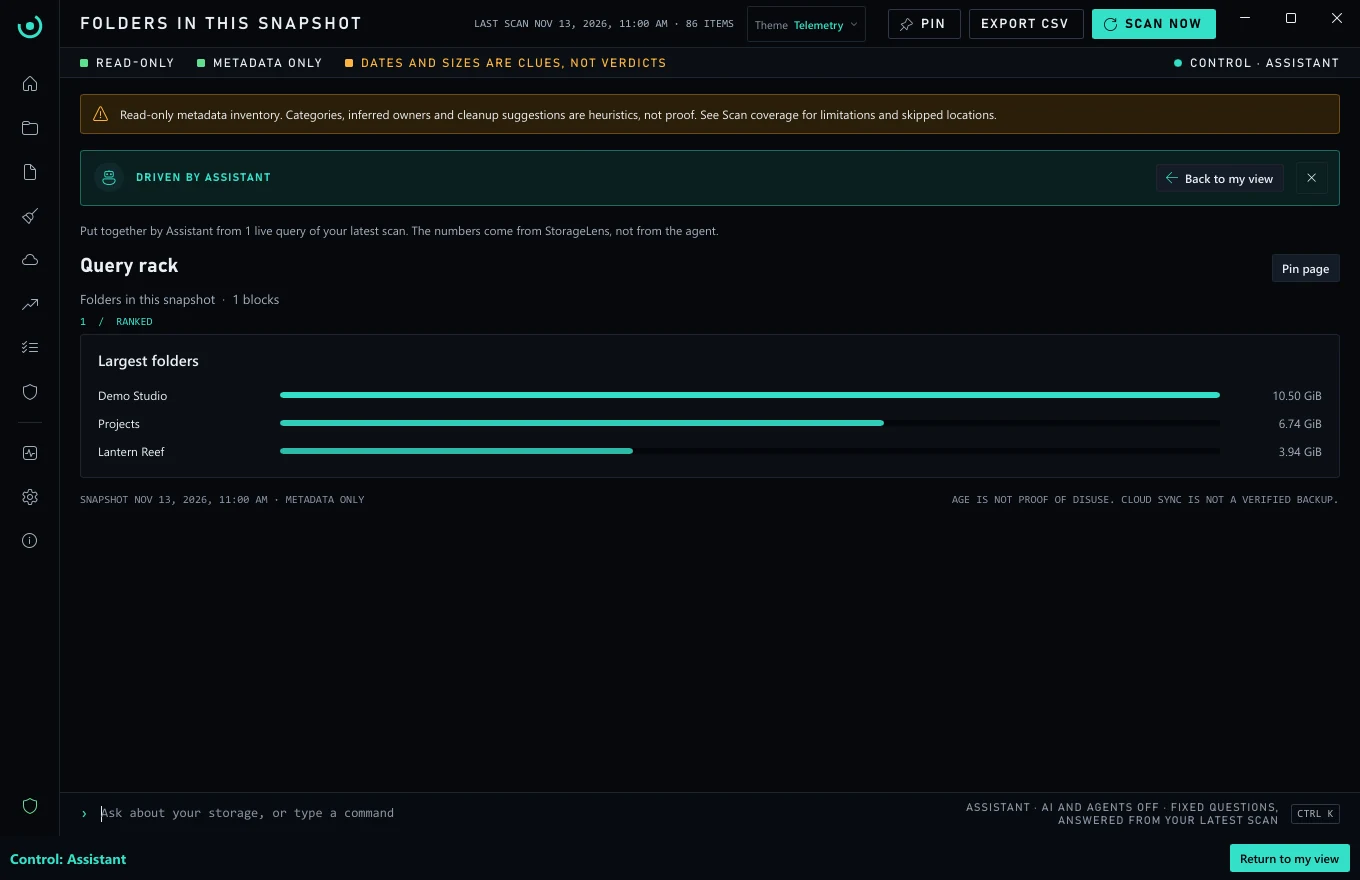 FOLDERS IN THIS SNAPSHOT
LAST SCAN NOV 13, 2026, 11:00 AM · 86 ITEMS
Theme Telemetry
PIN
EXPORT CSV
SCAN NOW
READ-ONLY
METADATA ONLY
DATES AND SIZES ARE CLUES, NOT VERDICTS
CONTROL · ASSISTANT
Read-only metadata inventory. Categories, inferred owners and cleanup suggestions are heuristics, not proof. See Scan coverage for limitations and skipped locations.
DRIVEN BY ASSISTANT
Back to my view
Put together by Assistant from 1 live query of your latest scan. The numbers come from StorageLens, not from the agent.
Query rack
Pin page
Folders in this snapshot · 1 blocks
1 / RANKED
Largest folders
Demo Studio 10.50 GiB
Projects 6.74 GiB
Lantern Reef 3.94 GiB
SNAPSHOT NOV 13, 2026, 11:00 AM · METADATA ONLY
AGE IS NOT PROOF OF DISUSE. CLOUD SYNC IS NOT A VERIFIED BACKUP.
› Ask about your storage, or type a command
ASSISTANT · AI AND AGENTS OFF · FIXED QUESTIONS,
ANSWERED FROM YOUR LATEST SCAN
CTRL K
Control: Assistant
Return to my view